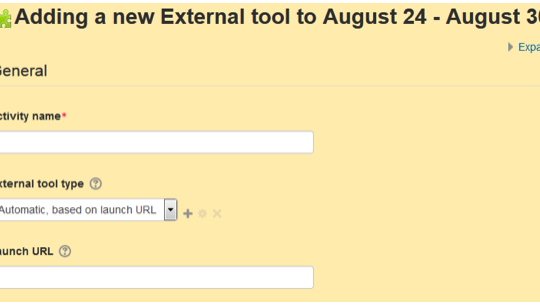 Adding a new External tool to August 24 - August 30
Expa
General
ctivity name*
xternal tool type
Automatic, based on launch URL
aunch URL